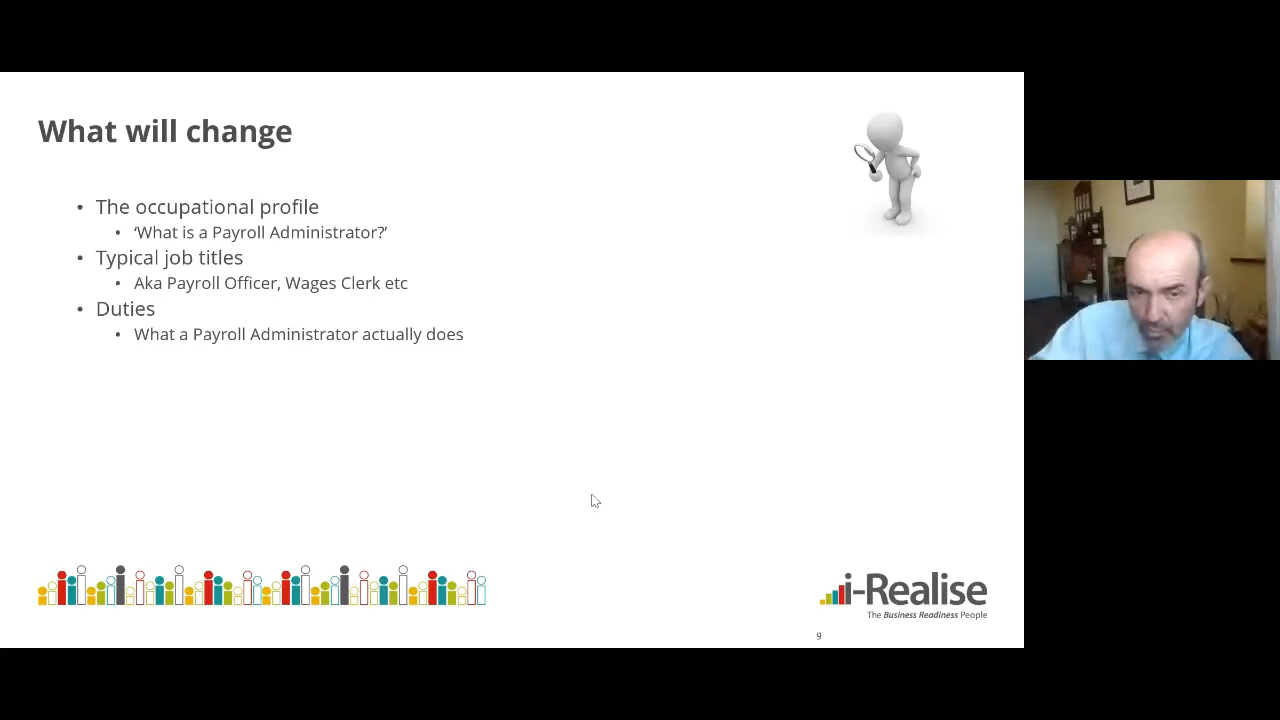 What will change
• The occupational profile
• ‘What is a Payroll Administrator?’
• Typical job titles
• Aka Payroll Officer, Wages Clerk etc
• Duties
• What a Payroll Administrator actually does
i-Realise
The Business Readiness People
9